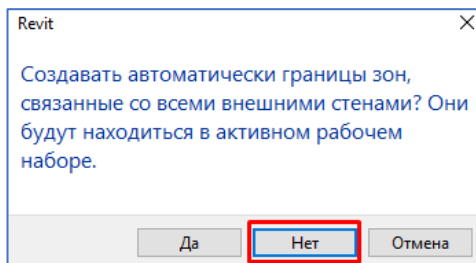 Revit
Создавать автоматически границы зон,
связанные со всеми внешними стенами? Они
будут находиться в активном рабочем
наборе.
Да Нет Отмена